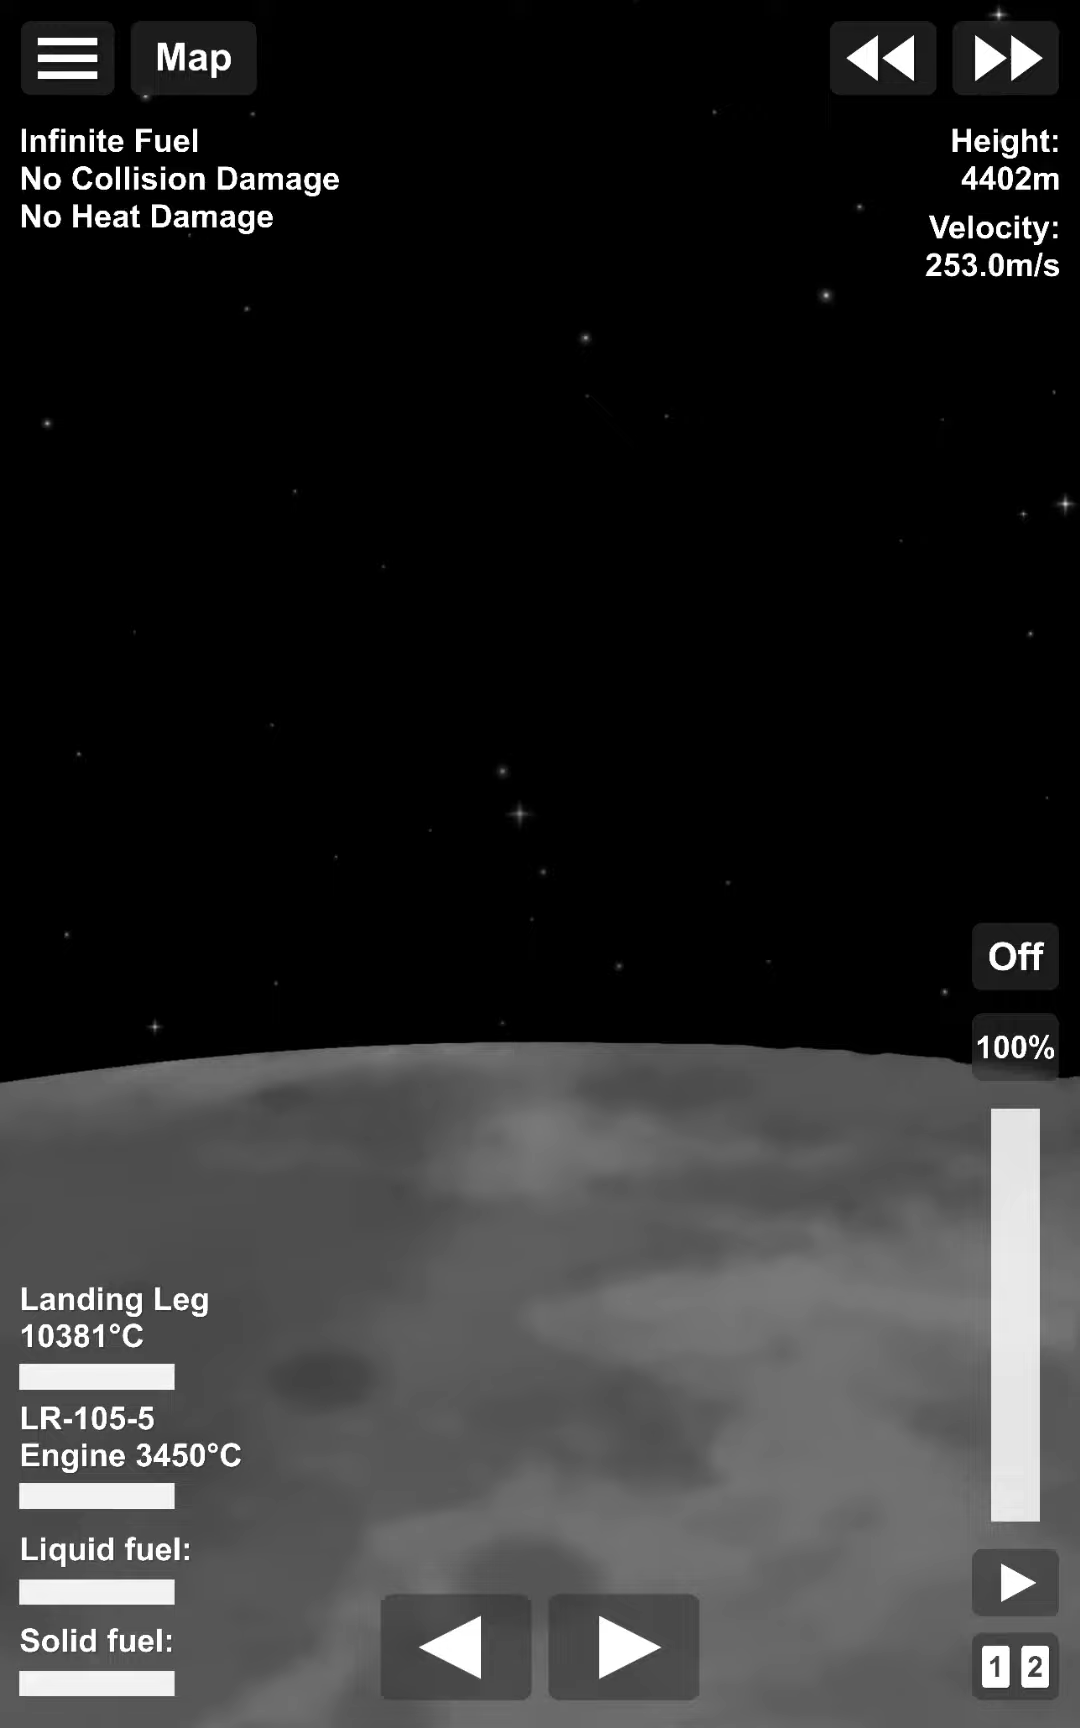 Map
Infinite Fuel
No Collision Damage
No Heat Damage
Height:
4402m
Velocity:
253.0m/s
Off
100%
Landing Leg
10381°C
LR-105-5
Engine 3450°C
Liquid fuel:
Solid fuel:
1 2